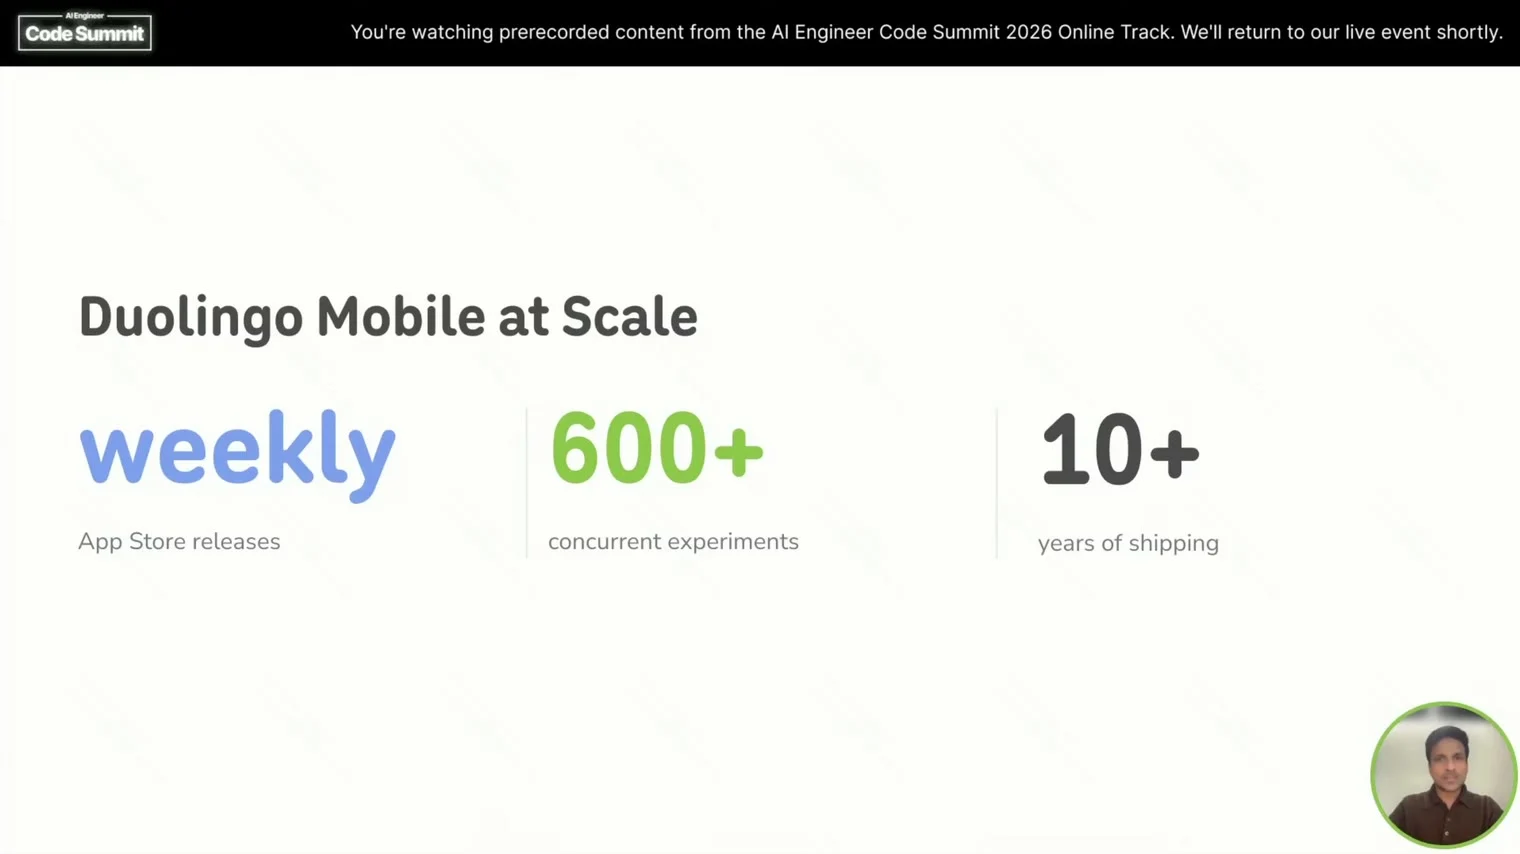 AI Engineer
Code Summit
You're watching prerecorded content from the AI Engineer Code Summit 2026 Online Track. We'll return to our live event shortly.
Duolingo Mobile at Scale
weekly
App Store releases
600+
concurrent experiments
10+
years of shipping